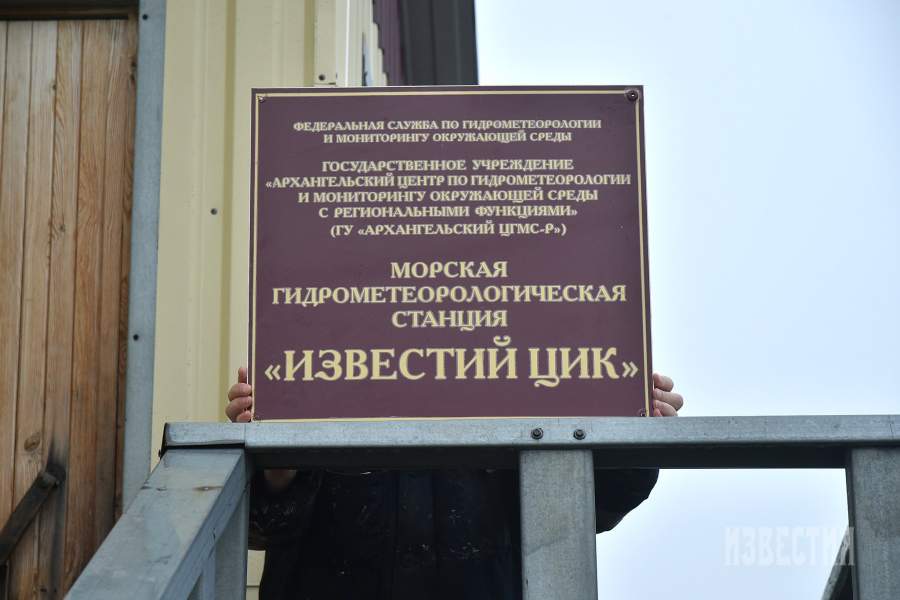 ФЕДЕРАЛЬНАЯ СЛУЖБА ПО ГИДРОМЕТЕОРОЛОГИИ
И МОНИТОРИНГУ ОКРУЖАЮЩЕЙ СРЕДЫ
ГОСУДАРСТВЕННОЕ УЧРЕЖДЕНИЕ
«АРХАНГЕЛЬСКИЙ ЦЕНТР ПО ГИДРОМЕТЕОРОЛОГИИ
И МОНИТОРИНГУ ОКРУЖАЮЩЕЙ СРЕДЫ
С РЕГИОНАЛЬНЫМИ ФУНКЦИЯМИ»
(ГУ «АРХАНГЕЛЬСКИЙ ЦГМС-Р»)
МОРСКАЯ
ГИДРОМЕТЕОРОЛОГИЧЕСКАЯ
СТАНЦИЯ
«ИЗВЕСТИЙ ЦИК»
ИЗВЕСТИЯ